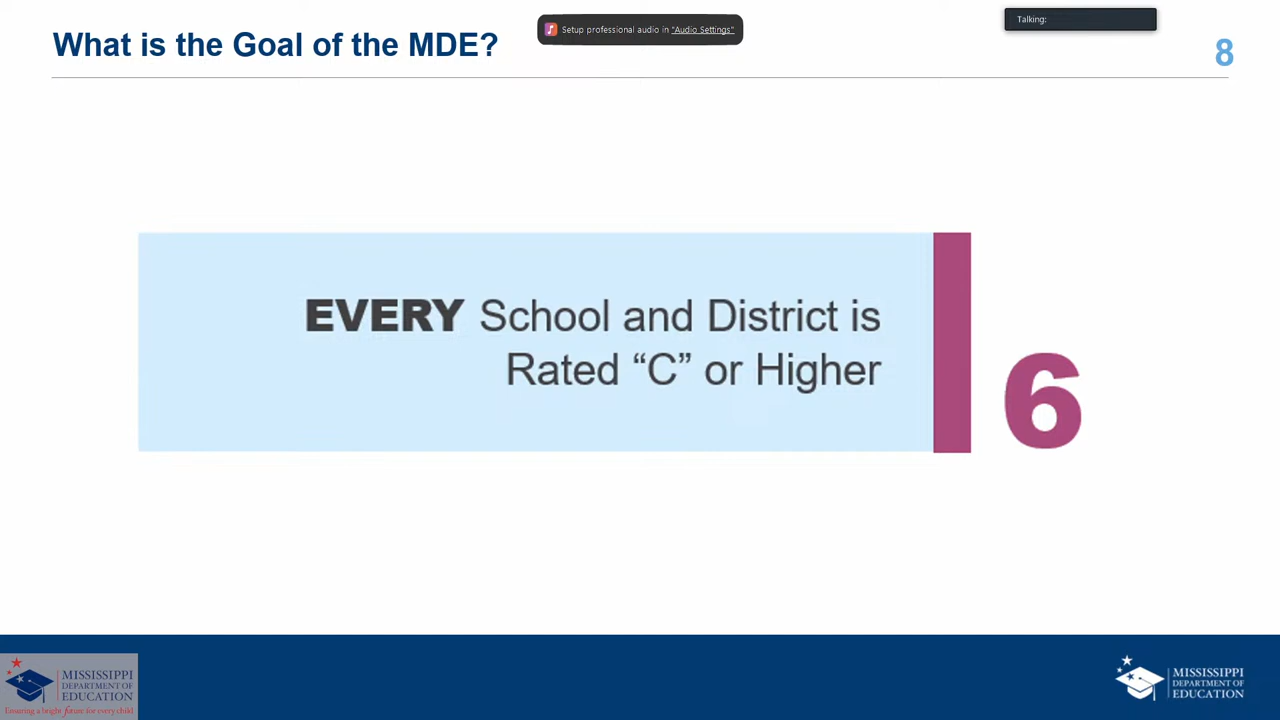 Setup professional audio in "Audio Settings"
Talking:
What is the Goal of the MDE?
8
EVERY School and District is
Rated “C” or Higher
6
MISSISSIPPI
DEPARTMENT OF
EDUCATION
Ensuring a bright future for every child
MISSISSIPPI
DEPARTMENT OF
EDUCATION